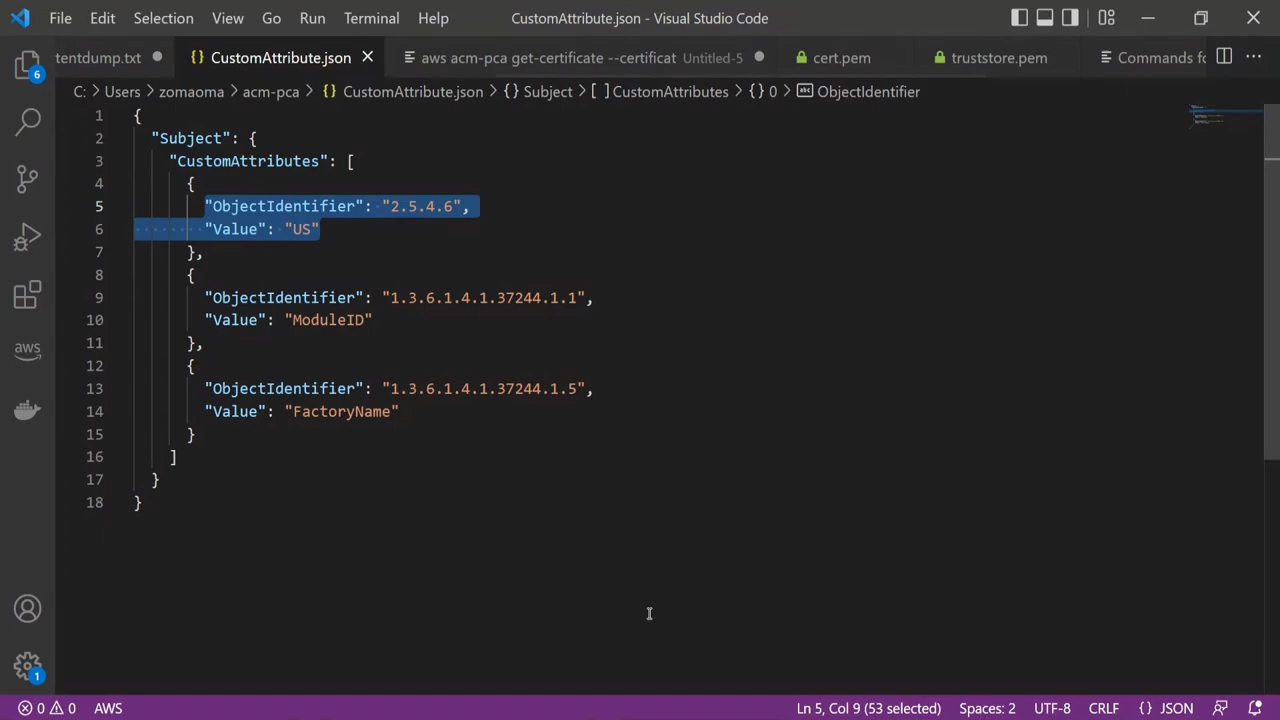 File Edit Selection View Go Run Terminal Help CustomAttribute.json - Visual Studio Code
6
tentdump.txt {} CustomAttribute.json aws acm-pca get-certificate --certificat Untitled-5 cert.pem truststore.pem Commands fo
C: > Users > zomaoma > acm-pca > {} CustomAttribute.json > {} Subject > [ ] CustomAttributes > {} 0 > abc ObjectIdentifier
1 {
2 "Subject": {
3 "CustomAttributes": [
4 {
5 "ObjectIdentifier": "2.5.4.6",
6 "Value": "US"
7 },
8 {
9 "ObjectIdentifier": "1.3.6.1.4.1.37244.1.1",
10 "Value": "ModuleID"
11 },
12 {
13 "ObjectIdentifier": "1.3.6.1.4.1.37244.1.5",
14 "Value": "FactoryName"
15 }
16 ]
17 }
18 }
aws
1
0 0 AWS Ln 5, Col 9 (53 selected) Spaces: 2 UTF-8 CRLF {} JSON